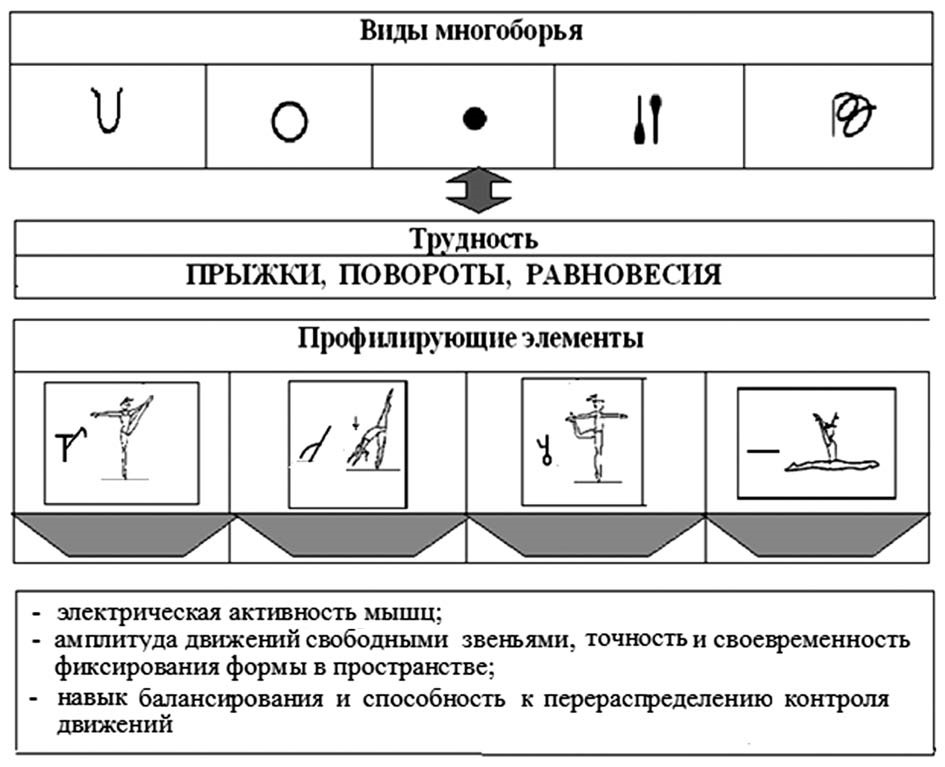 Виды многоборья
Трудность
ПРЫЖКИ, ПОВОРОТЫ, РАВНОВЕСИЯ
Профилирующие элементы
- электрическая активность мышц;
- амплитуда движений свободными звеньями, точность и своевременность
фиксирования формы в пространстве;
- навык балансирования и способность к перераспределению контроля
движений